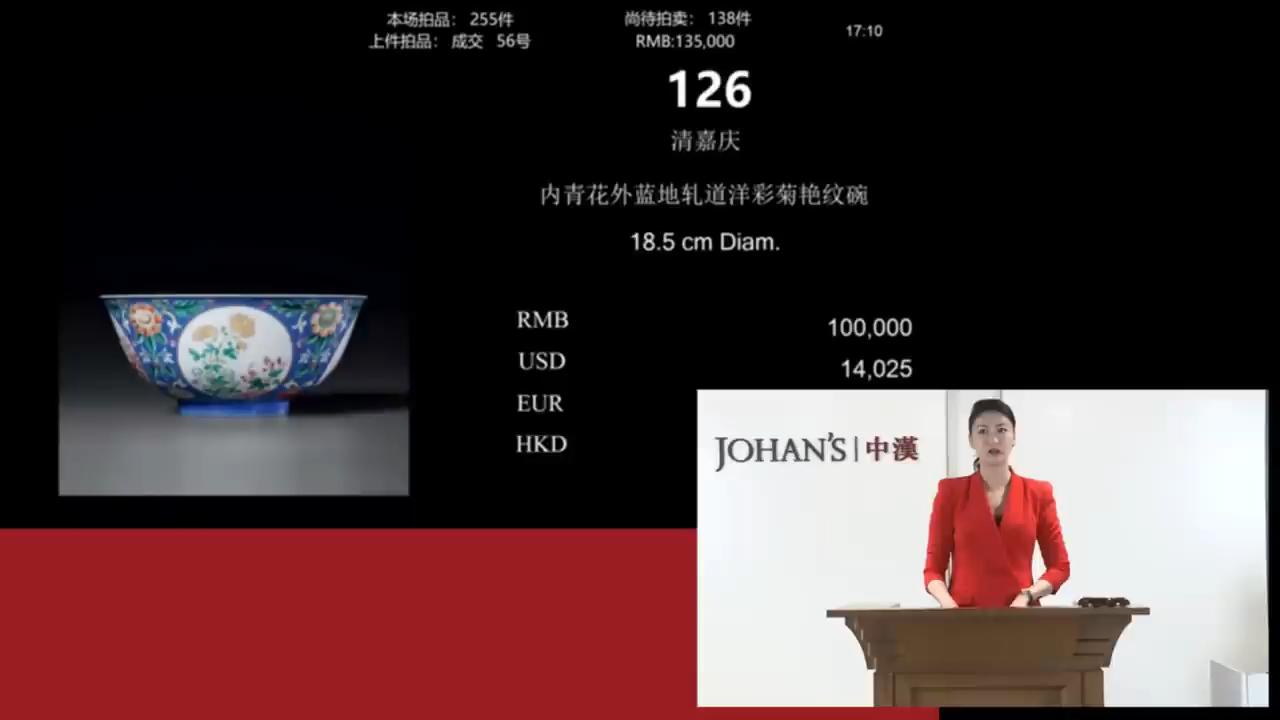 本场拍品： 255件
尚待拍卖： 138件
上件拍品： 成交 56号
RMB:135,000
17:10
126
清嘉庆
内青花外蓝地轧道洋彩菊艳纹碗
18.5 cm Diam.
RMB 100,000
USD 14,025
EUR
HKD
JOHAN'S | 中漢